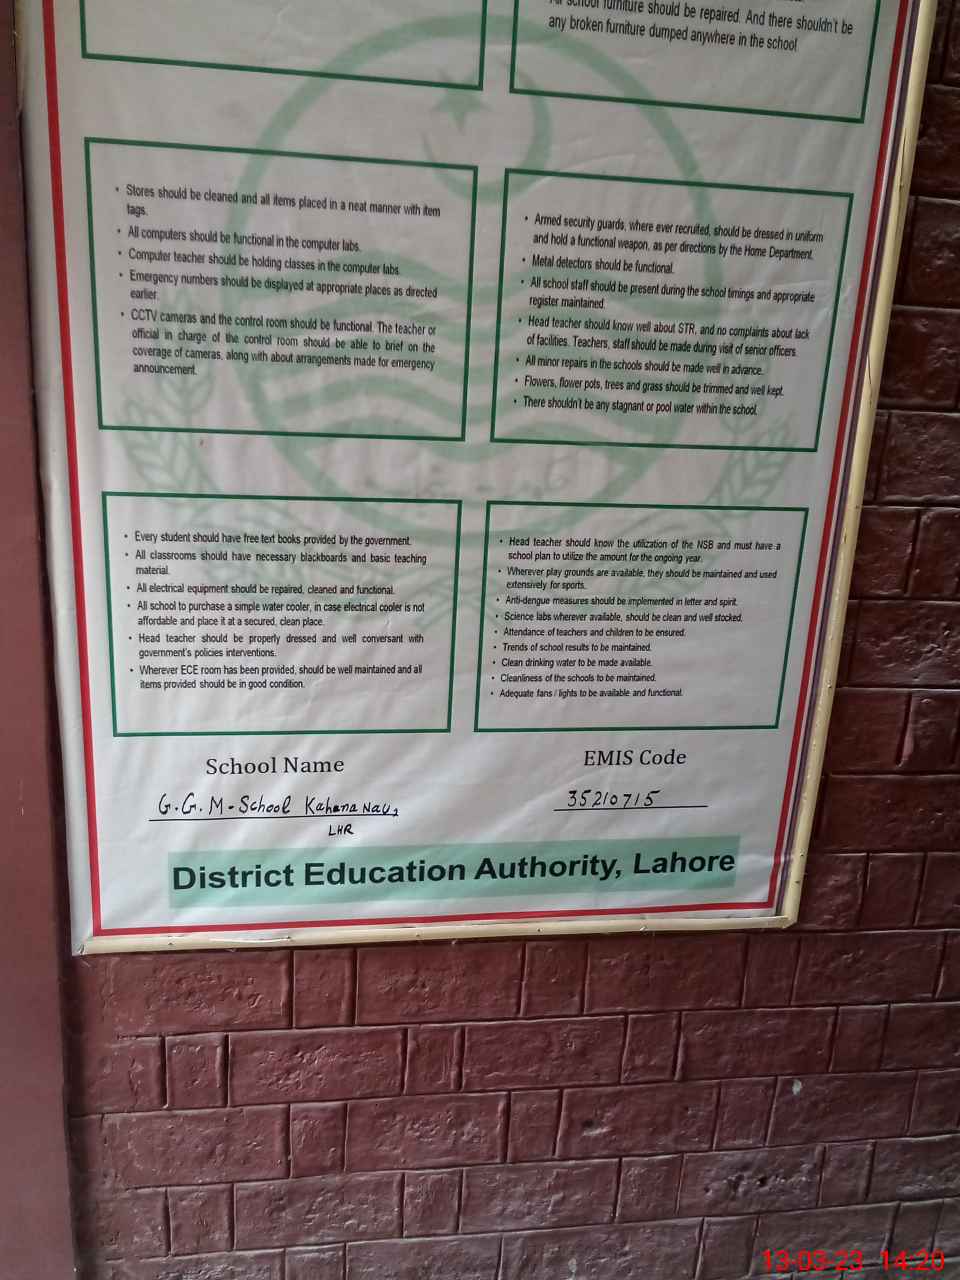 school furniture should be repaired. And there shouldn't be
any broken furniture dumped anywhere in the school
• Stores should be cleaned and all items placed in a neat manner with item
tags.
• All computers should be functional in the computer labs.
• Computer teacher should be holding classes in the computer labs.
• Emergency numbers should be displayed at appropriate places as directed
earlier.
• CCTV cameras and the control room should be functional. The teacher or
official in charge of the control room should be able to brief on the
coverage of cameras, along with about arrangements made for emergency
announcement.
• Armed security guards, where ever recruited, should be dressed in uniform
and hold a functional weapon, as per directions by the Home Department.
• Metal detectors should be functional.
• All school staff should be present during the school timings and appropriate
register maintained.
• Head teacher should know well about STR, and no complaints about lack
of facilities. Teachers, staff should be made during visit of senior officers.
• All minor repairs in the schools should be made well in advance.
• Flowers, flower pots, trees and grass should be trimmed and well kept.
• There shouldn't be any stagnant or pool water within the school.
• Every student should have free text books provided by the government.
• All classrooms should have necessary blackboards and basic teaching
material.
• All electrical equipment should be repaired, cleaned and functional.
• All school to purchase a simple water cooler, in case electrical cooler is not
affordable and place it at a secured, clean place.
• Head teacher should be properly dressed and well conversant with
government's policies interventions.
• Wherever ECE room has been provided, should be well maintained and all
items provided should be in good condition.
• Head teacher should know the utilization of the NSB and must have a
school plan to utilize the amount for the ongoing year.
• Wherever play grounds are available, they should be maintained and used
extensively for sports.
• Anti-dengue measures should be implemented in letter and spirit.
• Science labs wherever available, should be clean and well stocked.
• Attendance of teachers and children to be ensured.
• Trends of school results to be maintained.
• Clean drinking water to be made available.
• Cleanliness of the schools to be maintained.
• Adequate fans / lights to be available and functional.
School Name
G.G.M-School Kahana Nau,
LHR
EMIS Code
35210715
District Education Authority, Lahore
13-03-23 14:20